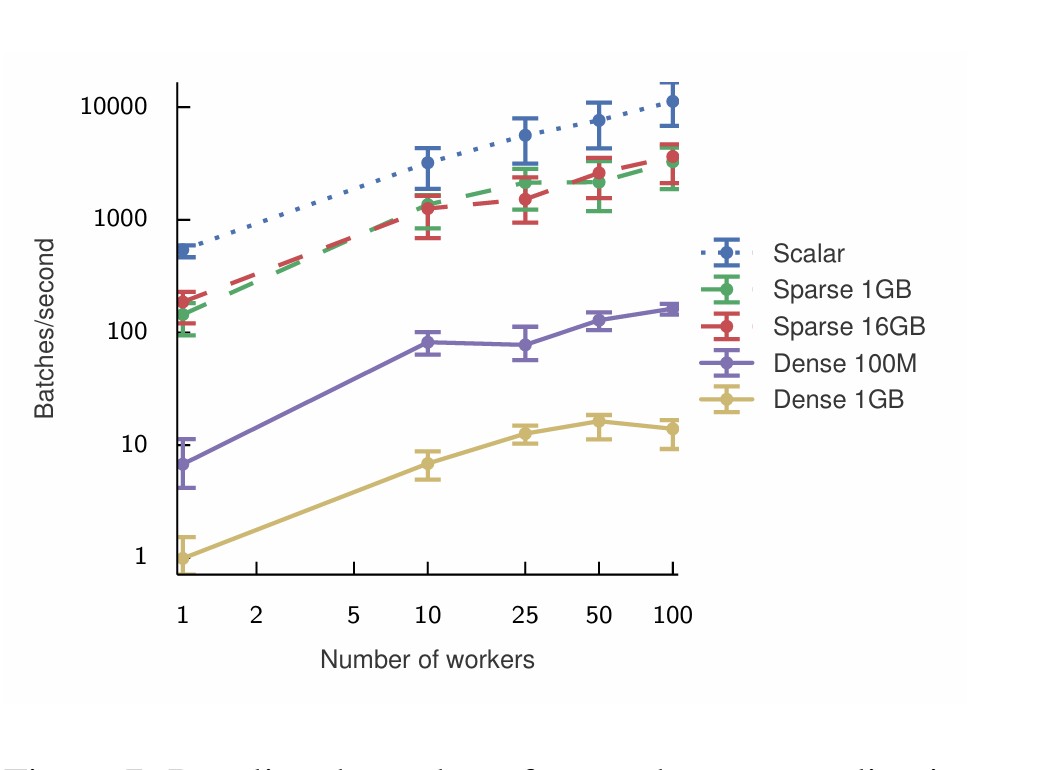 10000
1000
100
10
1
Batches/second
1 2 5 10 25 50 100
Number of workers
Scalar
Sparse 1GB
Sparse 16GB
Dense 100M
Dense 1GB